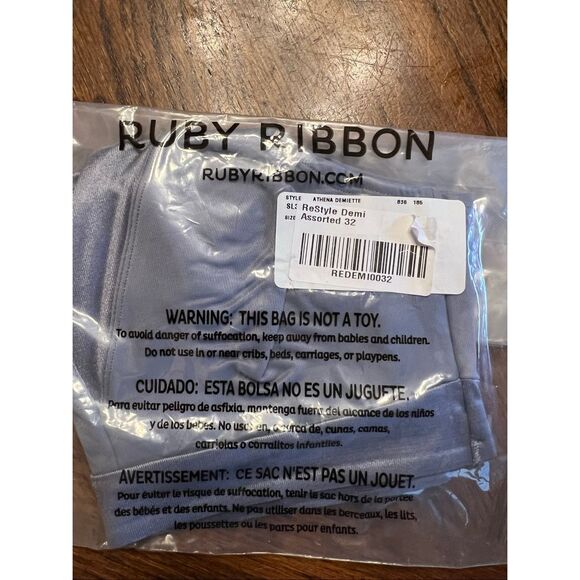 RUBY RIBBON
RUBYRIBBON.COM
STYLE ATHENA DEMIETTE 836 186
ReStyle Demi
SIZE Assorted 32
REDEMI0032
WARNING: THIS BAG IS NOT A TOY.
To avoid danger of suffocation, keep away from babies and children.
Do not use in or near cribs, beds, carriages, or playpens.
CUIDADO: ESTA BOLSA NO ES UN JUGUETE.
Para evitar peligro de asfixia, mantenga fuera del alcance de los niños
y de los bebes. No usar en, o cerca de, cunas, camas,
carriolas o corralitos infantiles.
AVERTISSEMENT: CE SAC N'EST PAS UN JOUET.
Pour éviter le risque de suffocation, tenir le sac hors de la portée
des bébés et des enfants. Ne pas utiliser dans les berceaux, les lits,
les poussettes ou les parcs pour enfants.